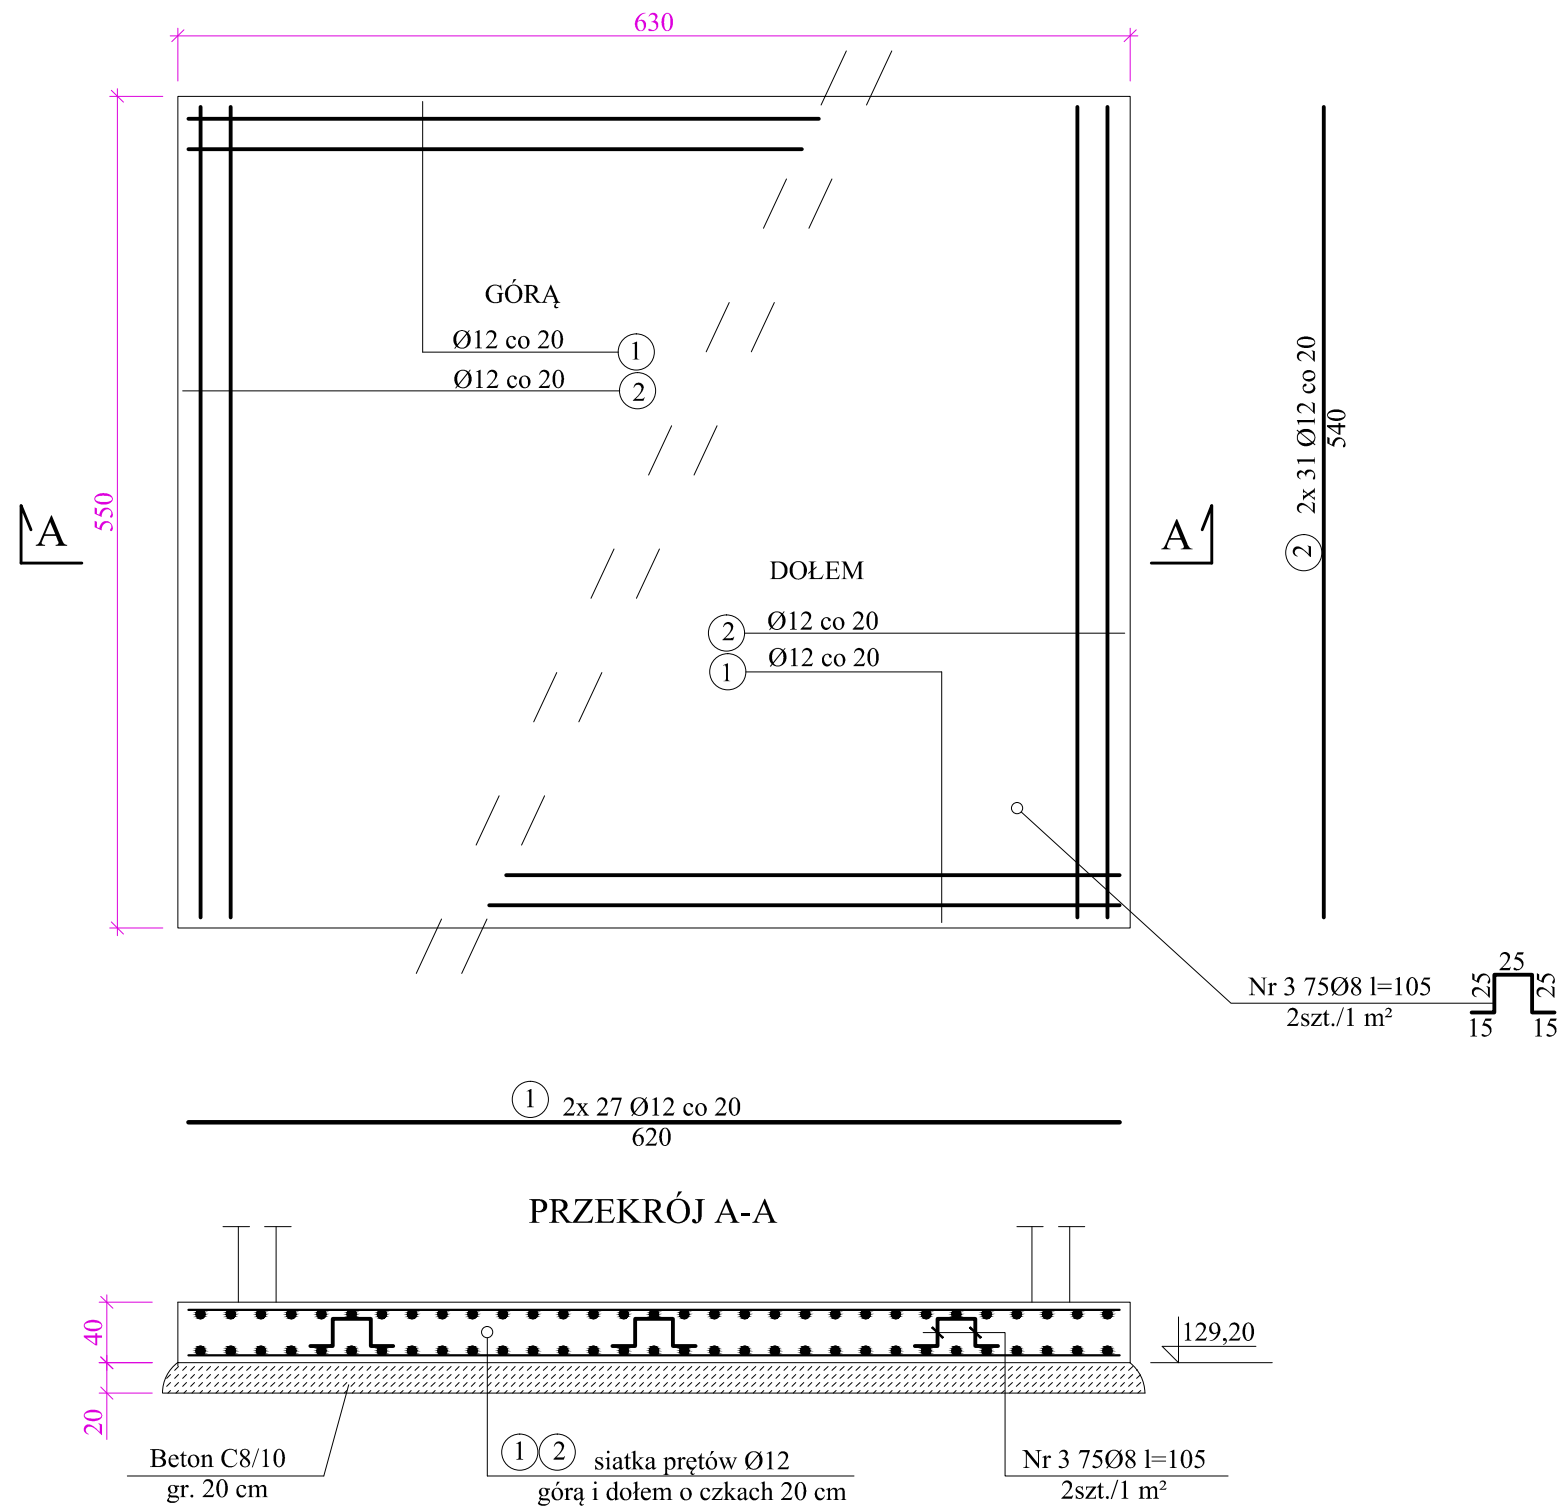 630
550
GÓRĄ
Ø12 co 20
1
Ø12 co 20
2
A
A
2 2x 31 Ø12 co 20
540
DOŁEM
2
Ø12 co 20
1
Ø12 co 20
Nr 3 75Ø8 l=105
2szt./1 m²
25
25
25
15
15
1 2x 27 Ø12 co 20
620
PRZEKRÓJ A-A
40
20
129,20
Beton C8/10
gr. 20 cm
1 2 siatka prętów Ø12
górą i dołem o czkach 20 cm
Nr 3 75Ø8 l=105
2szt./1 m²